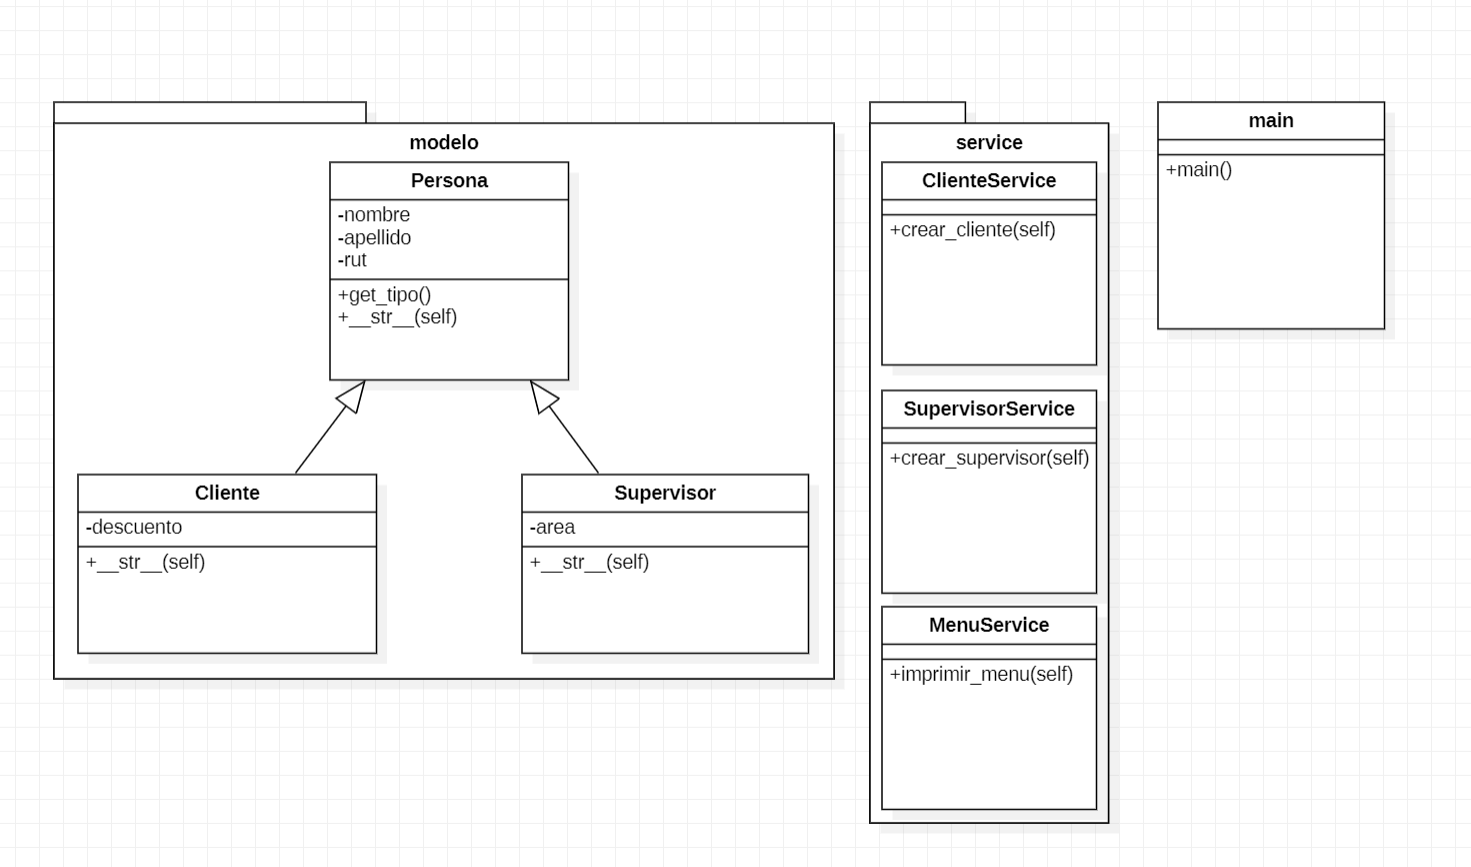 modelo
Persona
-nombre
-apellido
-rut
+get_tipo()
+__str__(self)
Cliente
-descuento
+__str__(self)
Supervisor
-area
+__str__(self)
service
ClienteService
+crear_cliente(self)
SupervisorService
+crear_supervisor(self)
MenuService
+imprimir_menu(self)
main
+main()